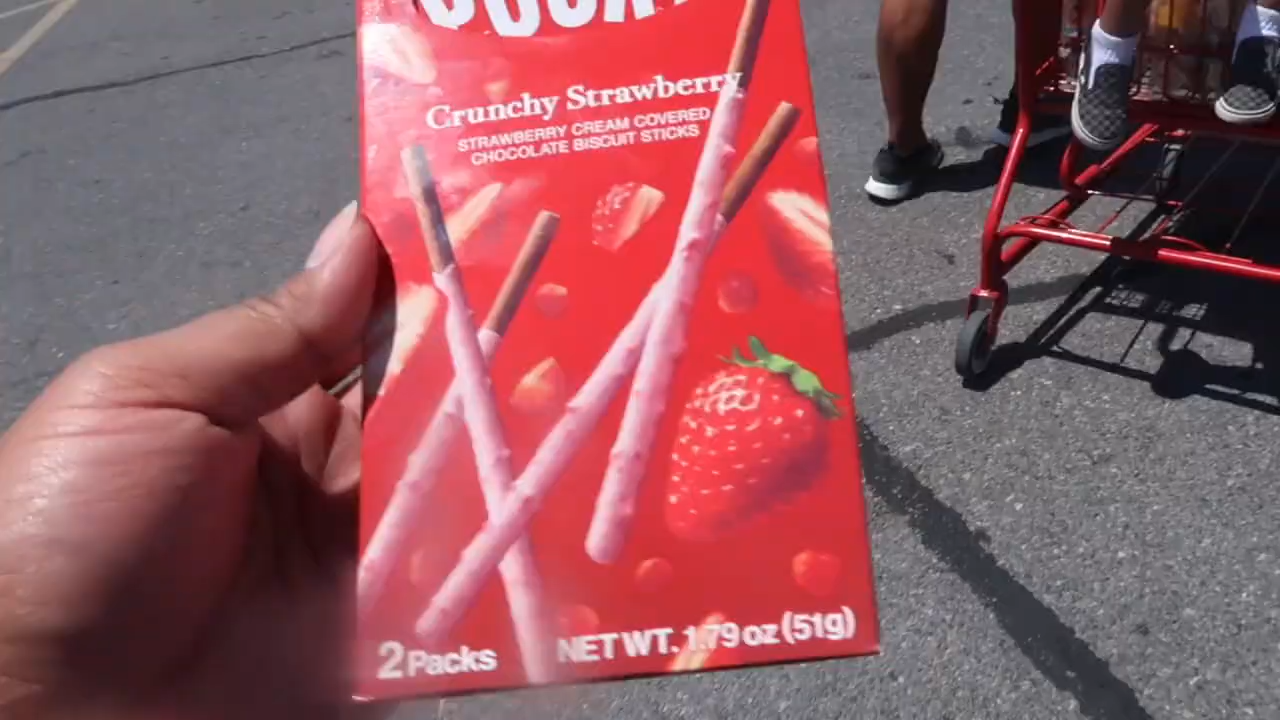 Crunchy Strawberry
STRAWBERRY CREAM COVERED
CHOCOLATE BISCUIT STICKS
2 Packs
NET WT. 1.79 oz (51g)